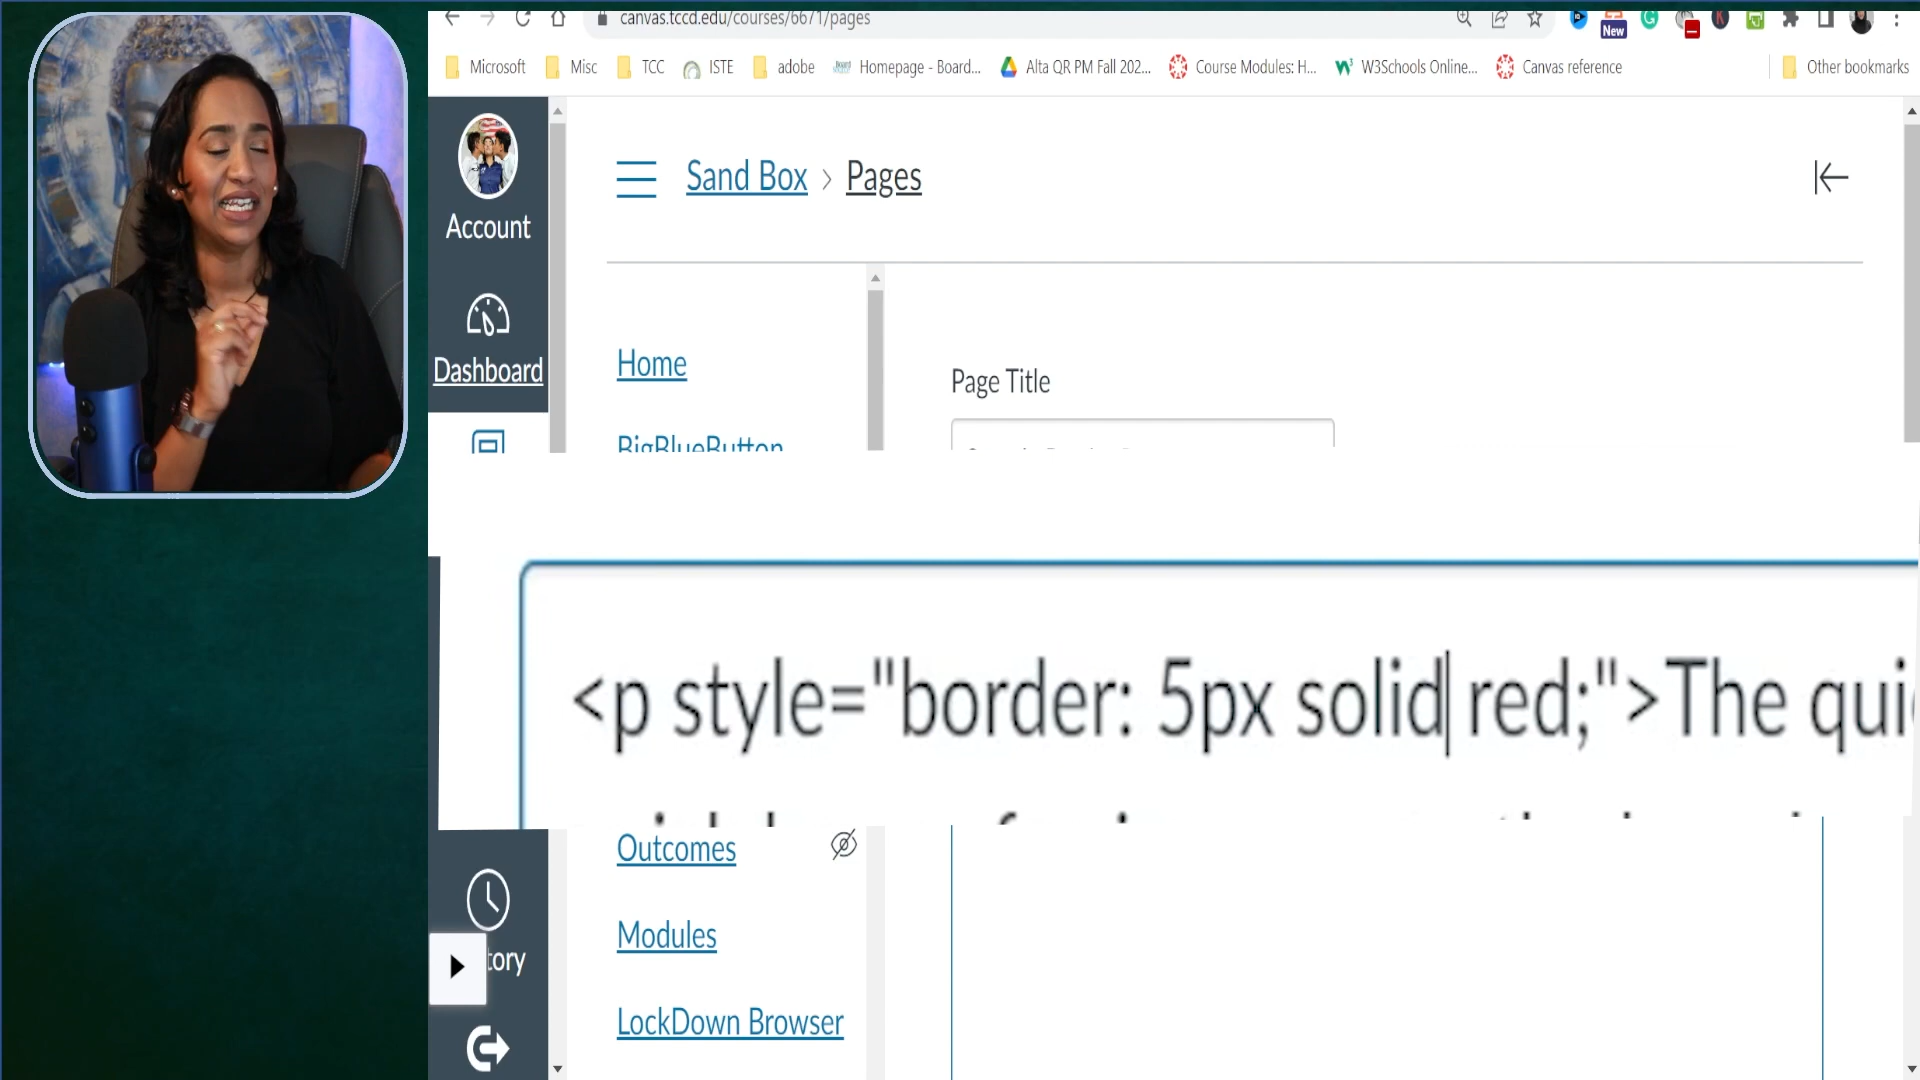 canvas.tccd.edu/courses/6671/pages
New
Microsoft Misc TCC ISTE adobe Homepage - Board... Alta QR PM Fall 202... Course Modules: H... W3Schools Online... Canvas reference Other bookmarks
Account
Dashboard
Sand Box > Pages
Home
BigBlueButton
Page Title
<p style="border: 5px solid red;">The qui
Outcomes
Modules
LockDown Browser
tory